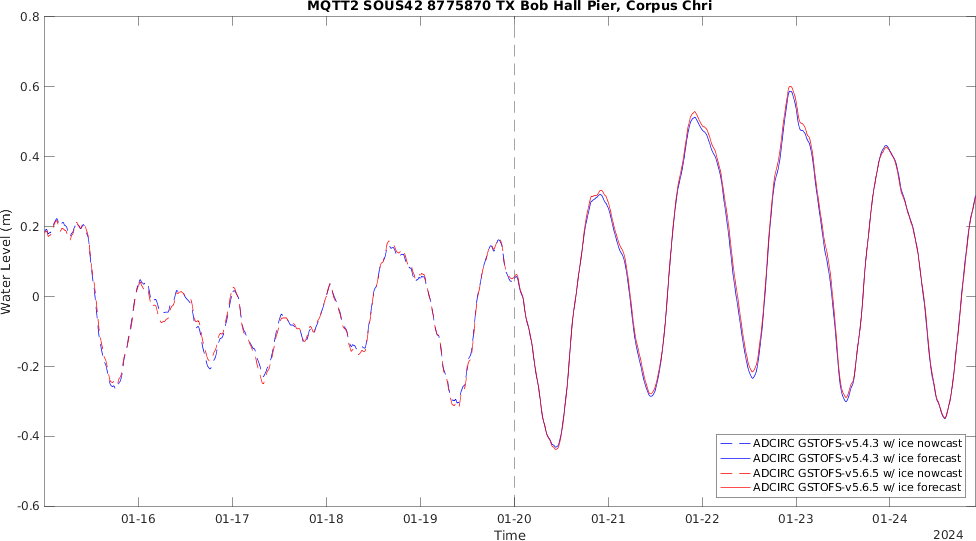 MQTT2 SOUS42 8775870 TX Bob Hall Pier, Corpus Chri
0.8
0.6
0.4
0.2
0
-0.2
-0.4
-0.6
Water Level (m)
01-16 01-17 01-18 01-19 01-20 01-21 01-22 01-23 01-24
Time
2024
ADCIRC GSTOFS-v5.4.3 w/ ice nowcast
ADCIRC GSTOFS-v5.4.3 w/ ice forecast
ADCIRC GSTOFS-v5.6.5 w/ ice nowcast
ADCIRC GSTOFS-v5.6.5 w/ ice forecast